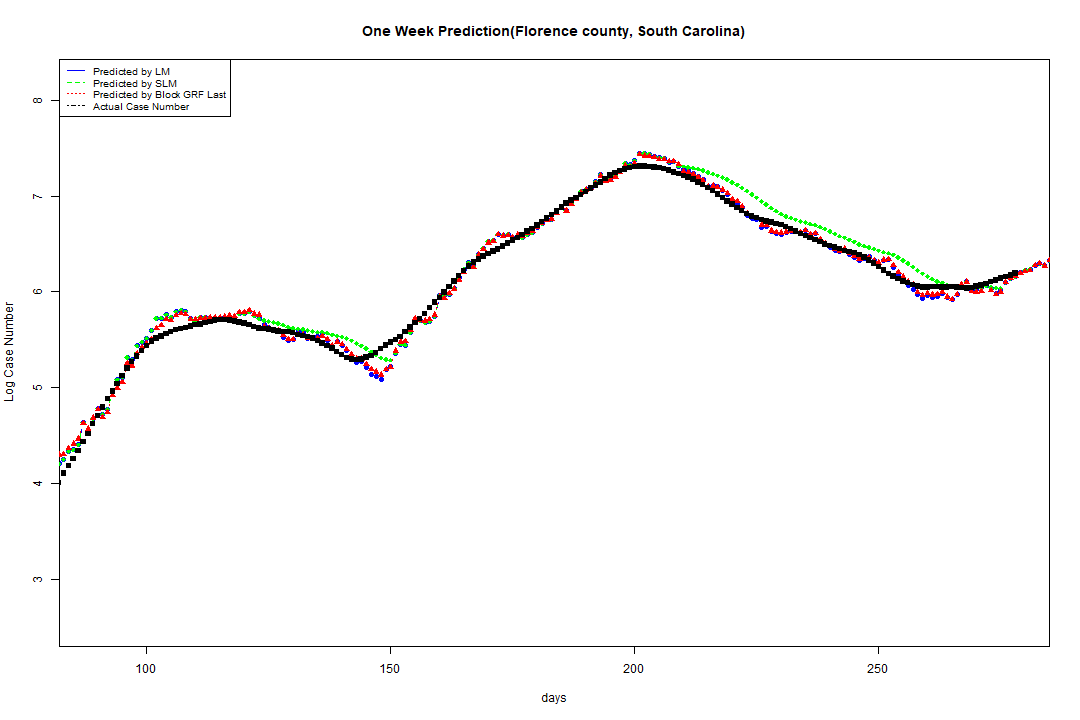 One Week Prediction(Florence county, South Carolina)
Predicted by LM
Predicted by SLM
Predicted by Block GRF Last
Actual Case Number
8
7
6
5
4
3
Log Case Number
100 150 200 250
days